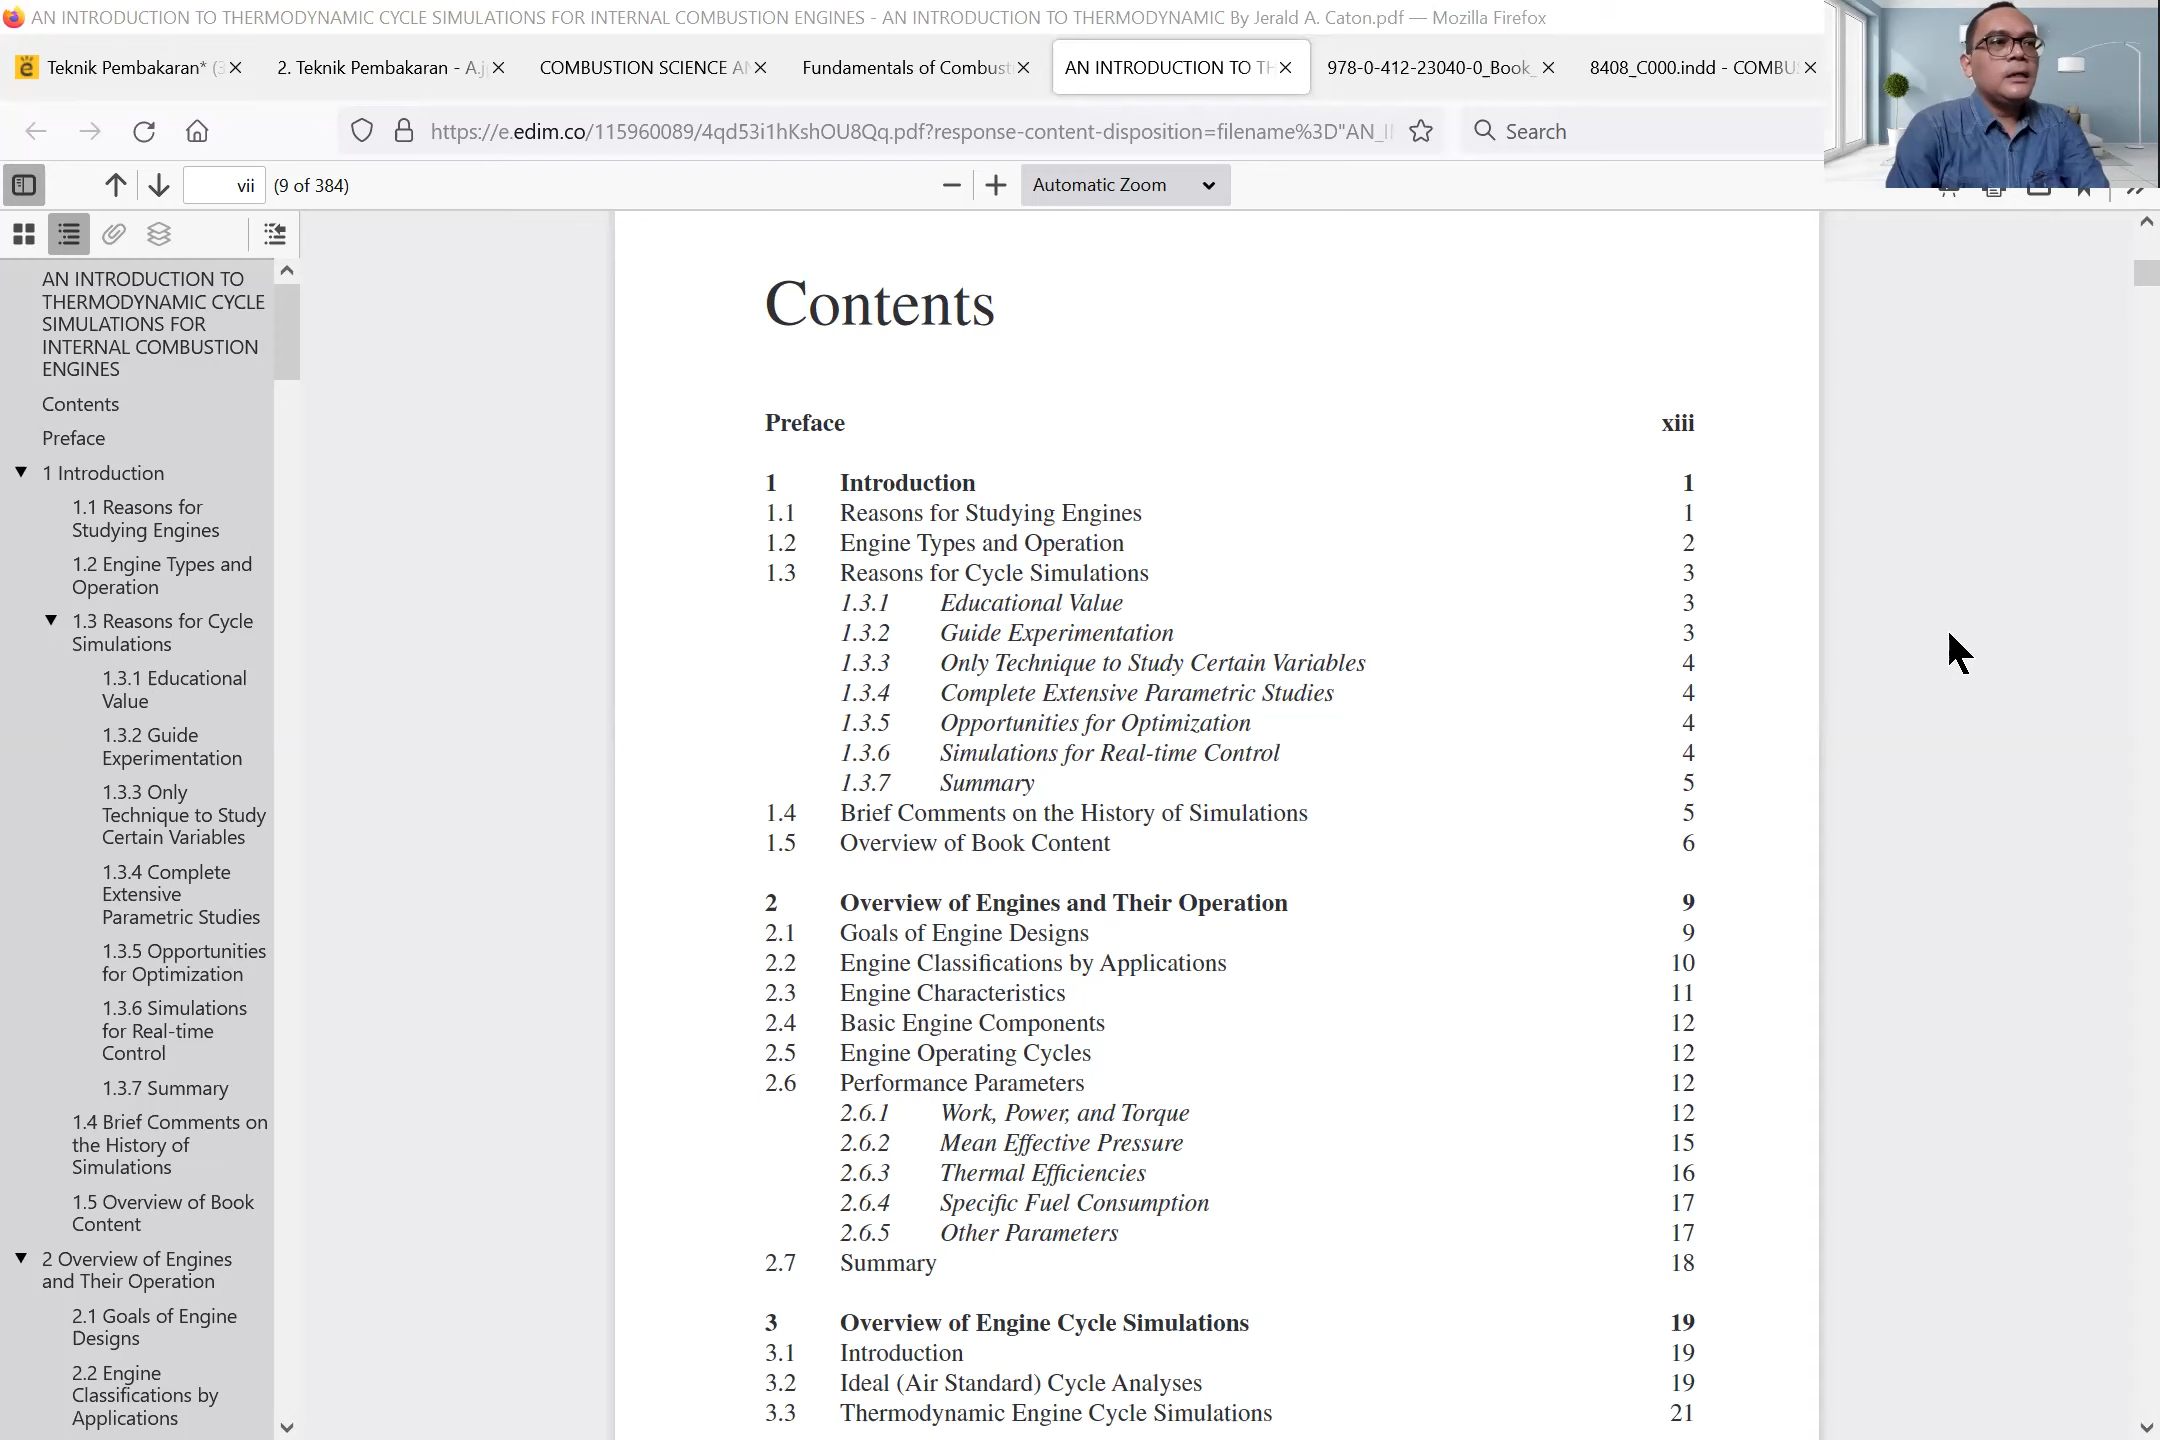 AN INTRODUCTION TO THERMODYNAMIC CYCLE SIMULATIONS FOR INTERNAL COMBUSTION ENGINES - AN INTRODUCTION TO THERMODYNAMIC By Jerald A. Caton.pdf — Mozilla Firefox
Teknik Pembakaran* (3
2. Teknik Pembakaran - A.j
COMBUSTION SCIENCE AN
Fundamentals of Combust
AN INTRODUCTION TO TH
978-0-412-23040-0_Book_
8408_C000.indd - COMBUS
https://e.edim.co/115960089/4qd53i1hKshOU8Qq.pdf?response-content-disposition=filename%3D"AN_I
Search
vii (9 of 384)
Automatic Zoom
AN INTRODUCTION TO
THERMODYNAMIC CYCLE
SIMULATIONS FOR
INTERNAL COMBUSTION
ENGINES
Contents
Preface
1 Introduction
1.1 Reasons for
Studying Engines
1.2 Engine Types and
Operation
1.3 Reasons for Cycle
Simulations
1.3.1 Educational
Value
1.3.2 Guide
Experimentation
1.3.3 Only
Technique to Study
Certain Variables
1.3.4 Complete
Extensive
Parametric Studies
1.3.5 Opportunities
for Optimization
1.3.6 Simulations
for Real-time
Control
1.3.7 Summary
1.4 Brief Comments on
the History of
Simulations
1.5 Overview of Book
Content
2 Overview of Engines
and Their Operation
2.1 Goals of Engine
Designs
2.2 Engine
Classifications by
Applications
Contents
Preface xiii
1 Introduction 1
1.1 Reasons for Studying Engines 1
1.2 Engine Types and Operation 2
1.3 Reasons for Cycle Simulations 3
1.3.1 Educational Value 3
1.3.2 Guide Experimentation 3
1.3.3 Only Technique to Study Certain Variables 4
1.3.4 Complete Extensive Parametric Studies 4
1.3.5 Opportunities for Optimization 4
1.3.6 Simulations for Real-time Control 4
1.3.7 Summary 5
1.4 Brief Comments on the History of Simulations 5
1.5 Overview of Book Content 6
2 Overview of Engines and Their Operation 9
2.1 Goals of Engine Designs 9
2.2 Engine Classifications by Applications 10
2.3 Engine Characteristics 11
2.4 Basic Engine Components 12
2.5 Engine Operating Cycles 12
2.6 Performance Parameters 12
2.6.1 Work, Power, and Torque 12
2.6.2 Mean Effective Pressure 15
2.6.3 Thermal Efficiencies 16
2.6.4 Specific Fuel Consumption 17
2.6.5 Other Parameters 17
2.7 Summary 18
3 Overview of Engine Cycle Simulations 19
3.1 Introduction 19
3.2 Ideal (Air Standard) Cycle Analyses 19
3.3 Thermodynamic Engine Cycle Simulations 21